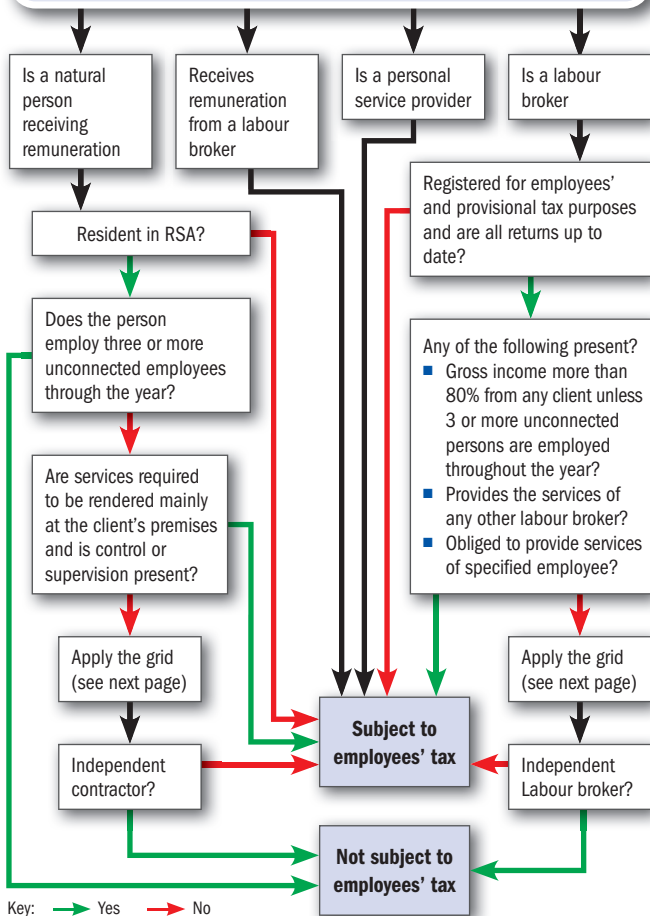 Is a natural
person
receiving
remuneration
Receives
remuneration
from a labour
broker
Is a personal
service provider
Is a labour
broker
Registered for employees'
and provisional tax purposes
and are all returns up to
date?
Resident in RSA?
Does the person
employ three or more
unconnected employees
through the year?
Any of the following present?
■ Gross income more than
80% from any client unless
3 or more unconnected
persons are employed
throughout the year?
■ Provides the services of
any other labour broker?
■ Obliged to provide services
of specified employee?
Are services required
to be rendered mainly
at the client's premises
and is control or
supervision present?
Apply the grid
(see next page)
Apply the grid
(see next page)
Subject to
employees' tax
Independent
contractor?
Independent
Labour broker?
Not subject to
employees' tax
Key: Yes No